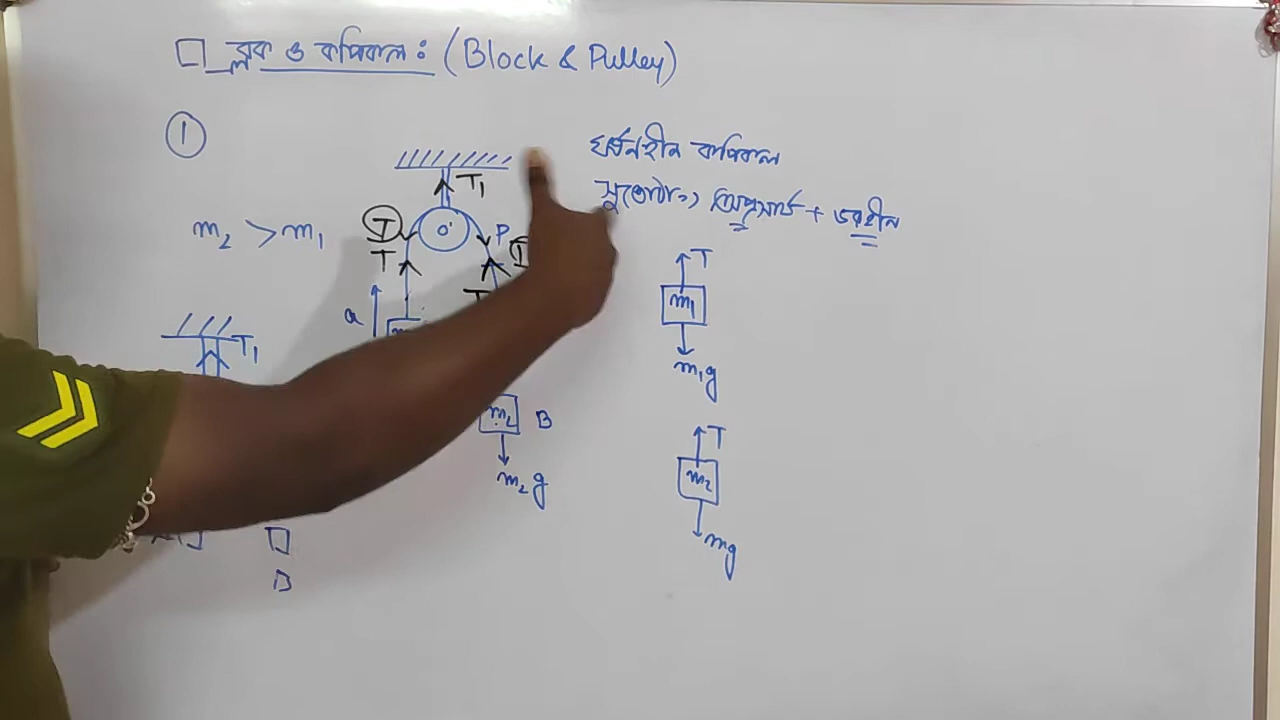 ব্লক ও কপিকল : (Block & Pulley)
1
ঘর্ষনহীন কপিকল
T₁
সুতোটা => অপ্রসার্য + ভরহীন
m₂ > m₁
O
P
T
T
T
T
a
T₁
m₁
m₁g
m₂
B
m₂g
T
m₂
mg
B